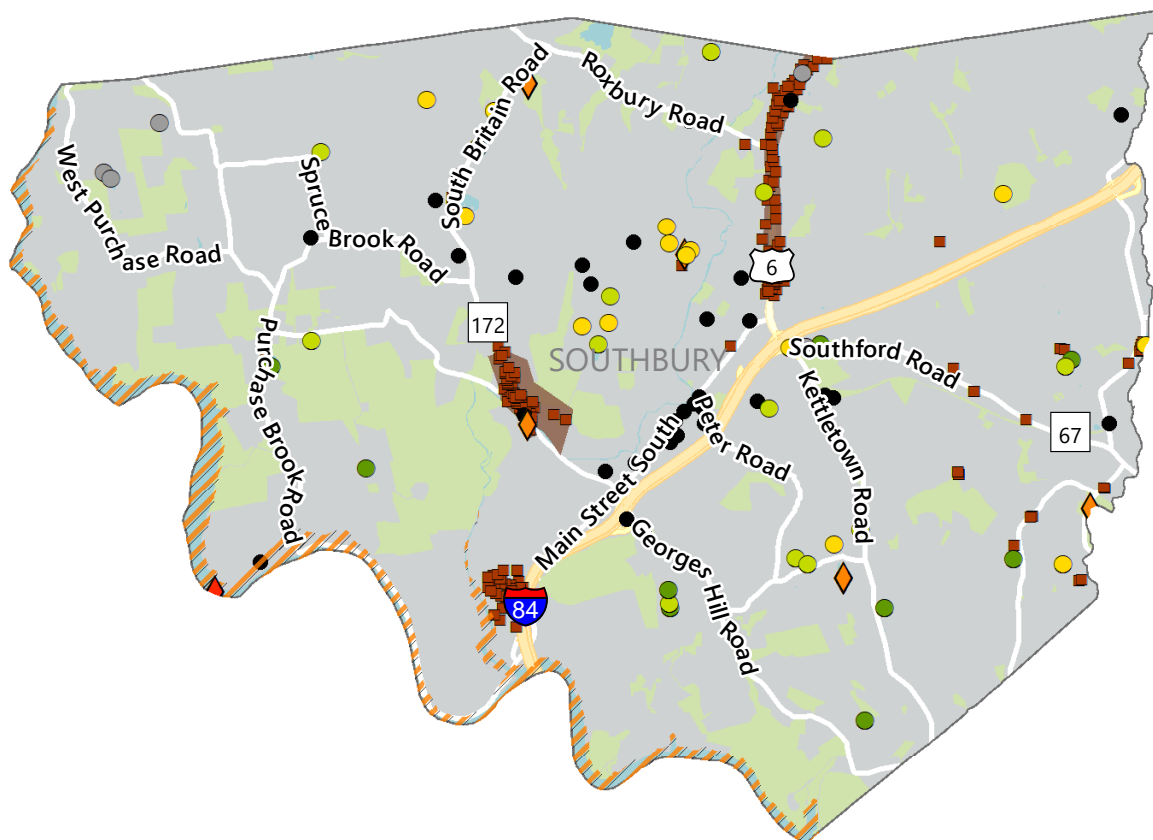 South Britain Road
Roxbury Road
West Purchase Road
Spruce Brook Road
6
172
SOUTHBURY
Southford Road
Purchase Brook Road
Peter Road
Kettletown Road
67
Main Street South
Georges Hill Road
84